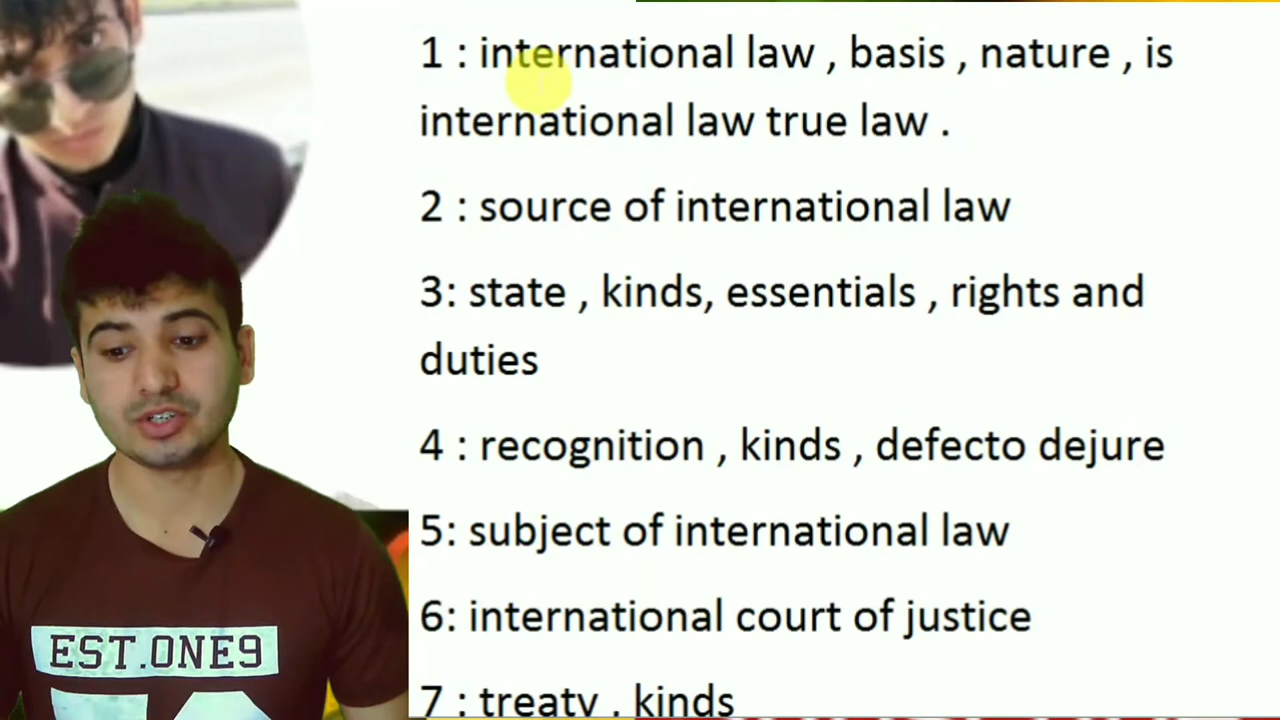 1 : international law , basis , nature , is
international law true law .
2 : source of international law
3: state , kinds, essentials , rights and
duties
4 : recognition , kinds , defecto dejure
5: subject of international law
6: international court of justice
7 : treaty , kinds
EST.ONE9